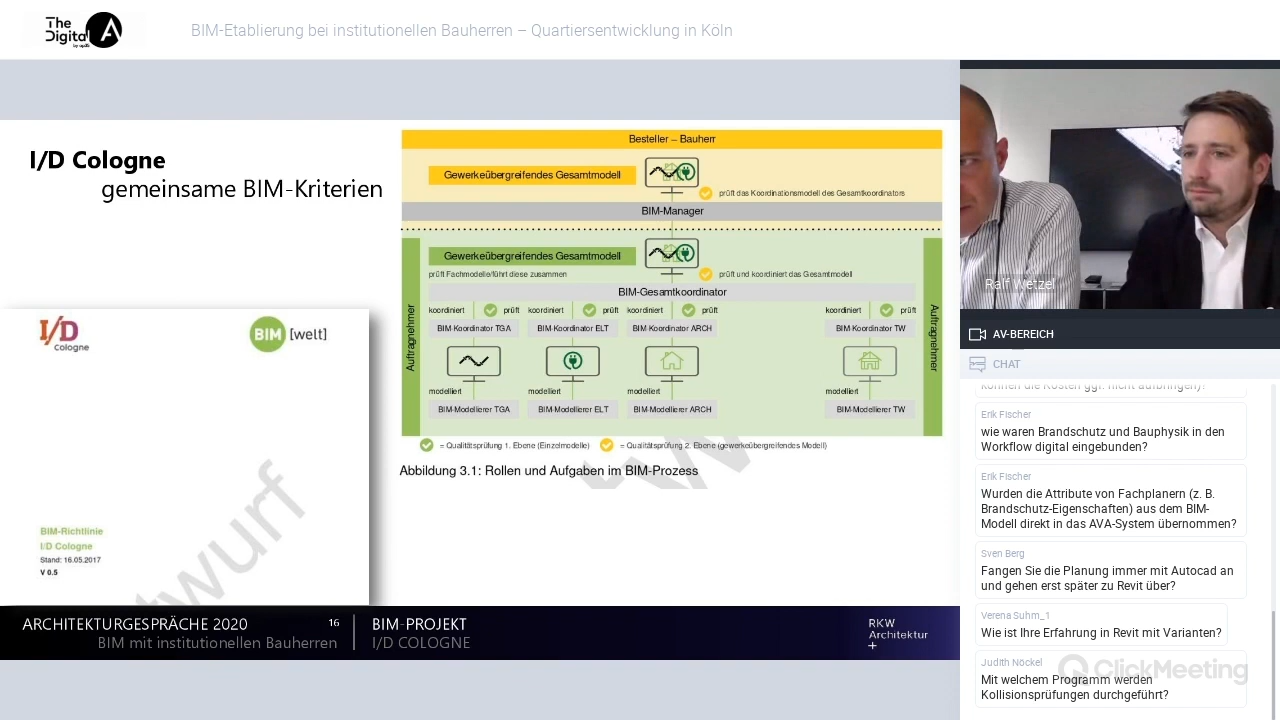 The
Digital
by aplus
BIM-Etablierung bei institutionellen Bauherren – Quartiersentwicklung in Köln
I/D Cologne
gemeinsame BIM-Kriterien
Besteller – Bauherr
Gewerkeübergreifendes Gesamtmodell
prüft das Koordinationsmodell des Gesamtkoordinators
BIM-Manager
Gewerkeübergreifendes Gesamtmodell
prüft Fachmodelle/führt diese zusammen
prüft und koordiniert das Gesamtmodell
BIM-Gesamtkoordinator
Auftragnehmer
Auftragnehmer
koordiniert prüft koordiniert prüft koordiniert prüft koordiniert prüft
BIM-Koordinator TGA BIM-Koordinator ELT BIM-Koordinator ARCH BIM-Koordinator TW
modelliert modelliert modelliert modelliert
BIM-Modellierer TGA BIM-Modellierer ELT BIM-Modellierer ARCH BIM-Modellierer TW
= Qualitätsprüfung 1. Ebene (Einzelmodelle) = Qualitätsprüfung 2. Ebene (gewerkeübergreifendes Modell)
Abbildung 3.1: Rollen und Aufgaben im BIM-Prozess
I/D
Cologne
BIM [welt]
BIM-Richtlinie
I/D Cologne
Stand: 16.05.2017
V 0.5
ARCHITEKTURGESPRÄCHE 2020 16
BIM mit institutionellen Bauherren
BIM-PROJEKT
I/D COLOGNE
RKW
Architektur
+
Ralf Wetzel
AV-BEREICH
CHAT
können die Kosten ggf. nicht aufbringen)?
Erik Fischer
wie waren Brandschutz und Bauphysik in den
Workflow digital eingebunden?
Erik Fischer
Wurden die Attribute von Fachplanern (z. B.
Brandschutz-Eigenschaften) aus dem BIM-
Modell direkt in das AVA-System übernommen?
Sven Berg
Fangen Sie die Planung immer mit Autocad an
und gehen erst später zu Revit über?
Verena Suhm_1
Wie ist Ihre Erfahrung in Revit mit Varianten?
Judith Nöckel
Mit welchem Programm werden
Kollisionsprüfungen durchgeführt?
ClickMeeting